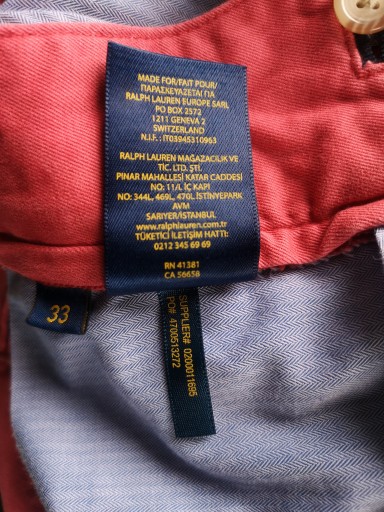 MADE FOR/FAIT POUR/
ΠΑΡΑΣΚΕΥΑΖΕΤΑΙ ΓΙΑ
RALPH LAUREN EUROPE SARL
PO BOX 2572
1211 GENEVA 2
SWITZERLAND
N.I.F. : IT03945310963
RALPH LAUREN MAĞAZACILIK VE
TİC. LTD. ŞTİ.
PINAR MAHALLESİ KATAR CADDESİ
NO: 11/L İÇ KAPI
NO: 344L, 469L, 470L İSTİNYEPARK
AVM
SARIYER/İSTANBUL
www.ralphlauren.com.tr
TÜKETİCİ İLETİŞİM HATTI:
0212 345 69 69
RN 41381
CA 56658
33
SUPPLIER# 0200011695
PO# 4700513272